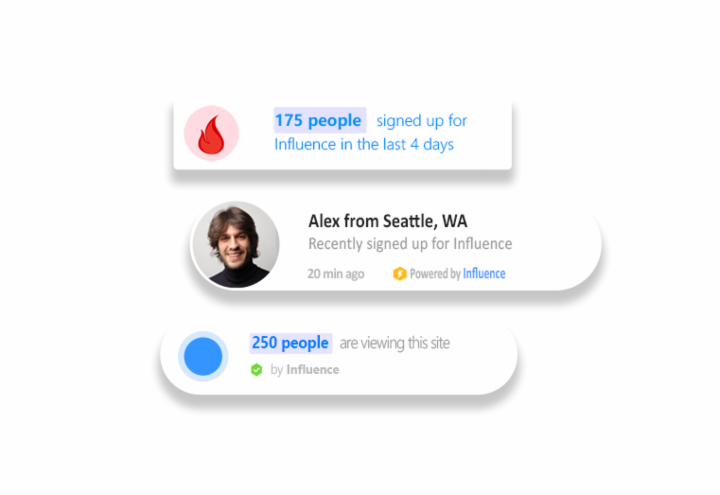 175 people signed up for
Influence in the last 4 days
Alex from Seattle, WA
Recently signed up for Influence
20 min ago Powered by Influence
250 people are viewing this site
by Influence